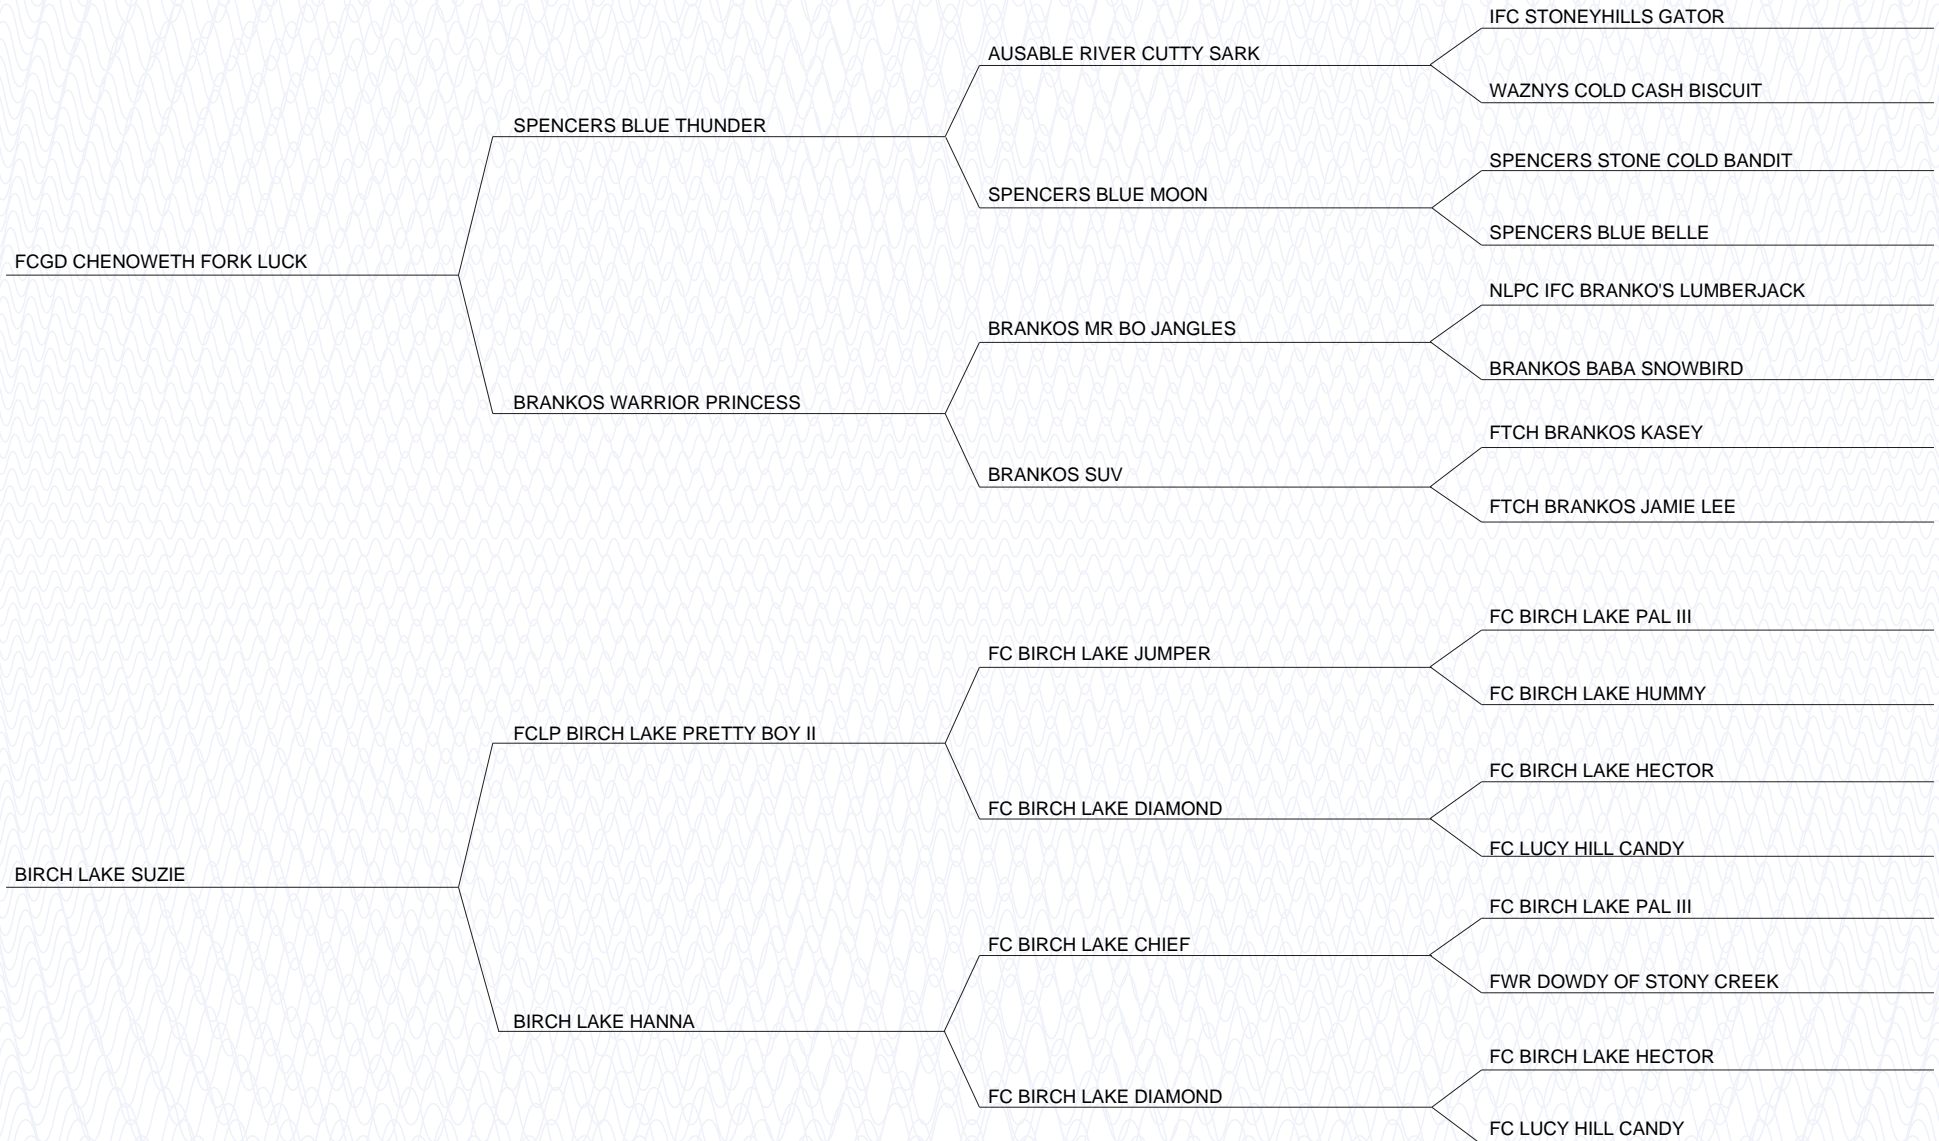 IFC STONEYHILLS GATOR
AUSABLE RIVER CUTTY SARK
WAZNYS COLD CASH BISCUIT
SPENCERS BLUE THUNDER
SPENCERS STONE COLD BANDIT
SPENCERS BLUE MOON
SPENCERS BLUE BELLE
FCGD CHENOWETH FORK LUCK
NLPC IFC BRANKO'S LUMBERJACK
BRANKOS MR BO JANGLES
BRANKOS BABA SNOWBIRD
BRANKOS WARRIOR PRINCESS
FTCH BRANKOS KASEY
BRANKOS SUV
FTCH BRANKOS JAMIE LEE
FC BIRCH LAKE PAL III
FC BIRCH LAKE JUMPER
FC BIRCH LAKE HUMMY
FCLP BIRCH LAKE PRETTY BOY II
FC BIRCH LAKE HECTOR
FC BIRCH LAKE DIAMOND
FC LUCY HILL CANDY
BIRCH LAKE SUZIE
FC BIRCH LAKE PAL III
FC BIRCH LAKE CHIEF
FWR DOWDY OF STONY CREEK
BIRCH LAKE HANNA
FC BIRCH LAKE HECTOR
FC BIRCH LAKE DIAMOND
FC LUCY HILL CANDY